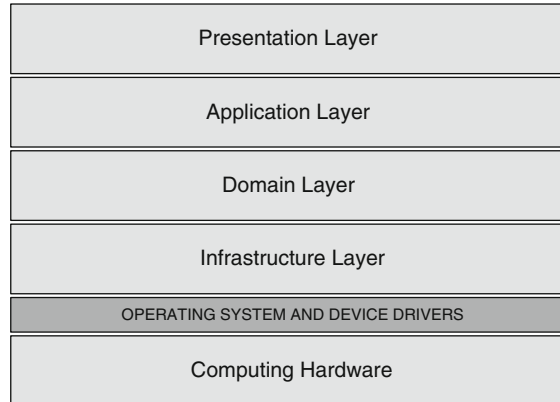 Presentation Layer
Application Layer
Domain Layer
Infrastructure Layer
OPERATING SYSTEM AND DEVICE DRIVERS
Computing Hardware